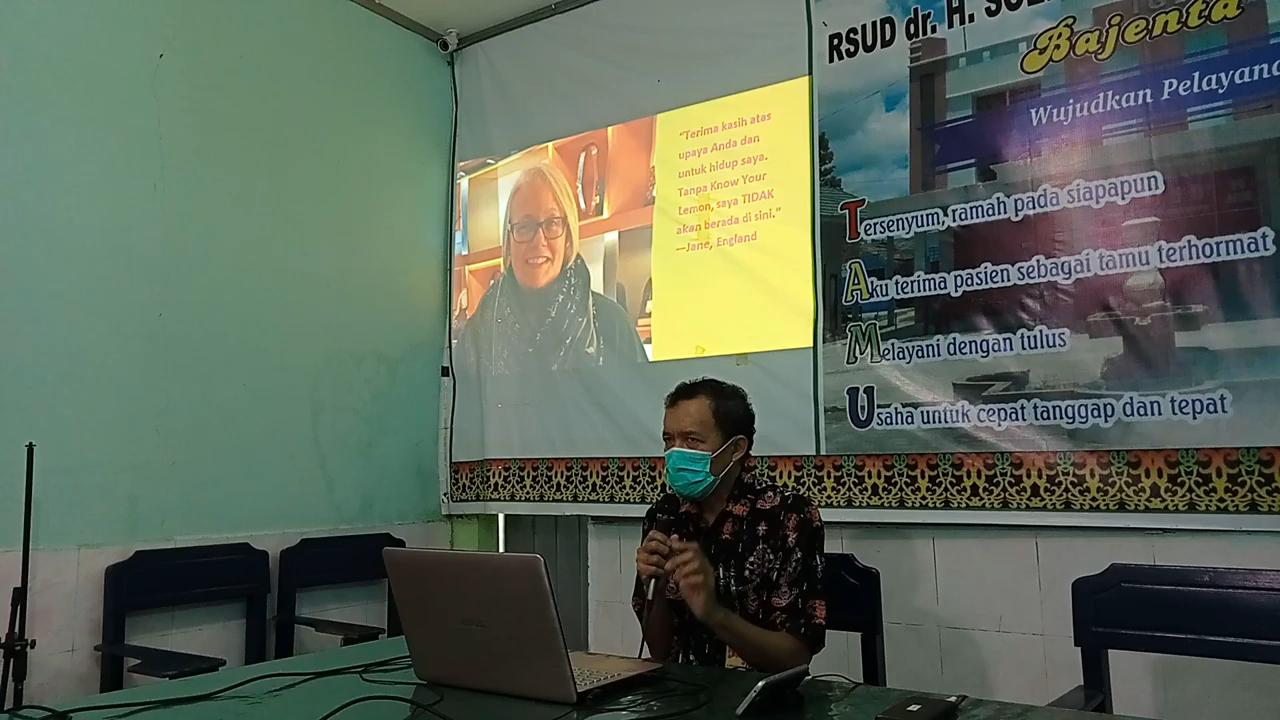 "Terima kasih atas
upaya Anda dan
untuk hidup saya.
Tanpa Know Your
Lemon, saya TIDAK
akan berada di sini."
—Jane, England
RSUD dr. H.
Bajenta
Wujudkan
Tersenyum, ramah pada siapapun
Aku terima pasien sebagai tamu terhormat
Melayani dengan tulus
Usaha untuk cepat tanggap dan tepat